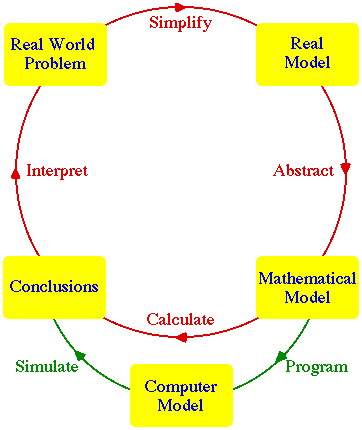 Simplify
Real World
Problem
Real
Model
Interpret
Abstract
Conclusions
Mathematical
Model
Calculate
Simulate
Program
Computer
Model